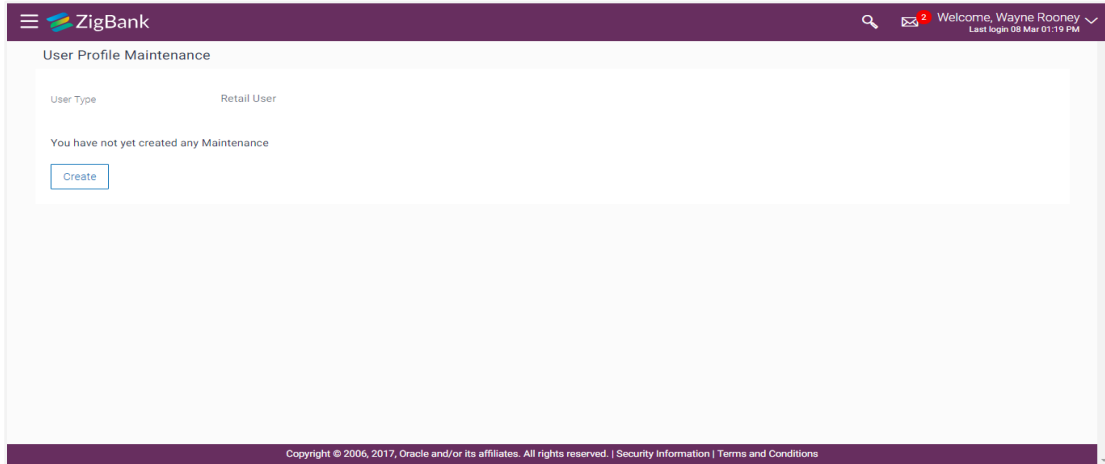 ZigBank
2
Welcome, Wayne Rooney
Last login 08 Mar 01:19 PM
User Profile Maintenance
User Type Retail User
You have not yet created any Maintenance
Create
Copyright © 2006, 2017, Oracle and/or its affiliates. All rights reserved. | Security Information | Terms and Conditions